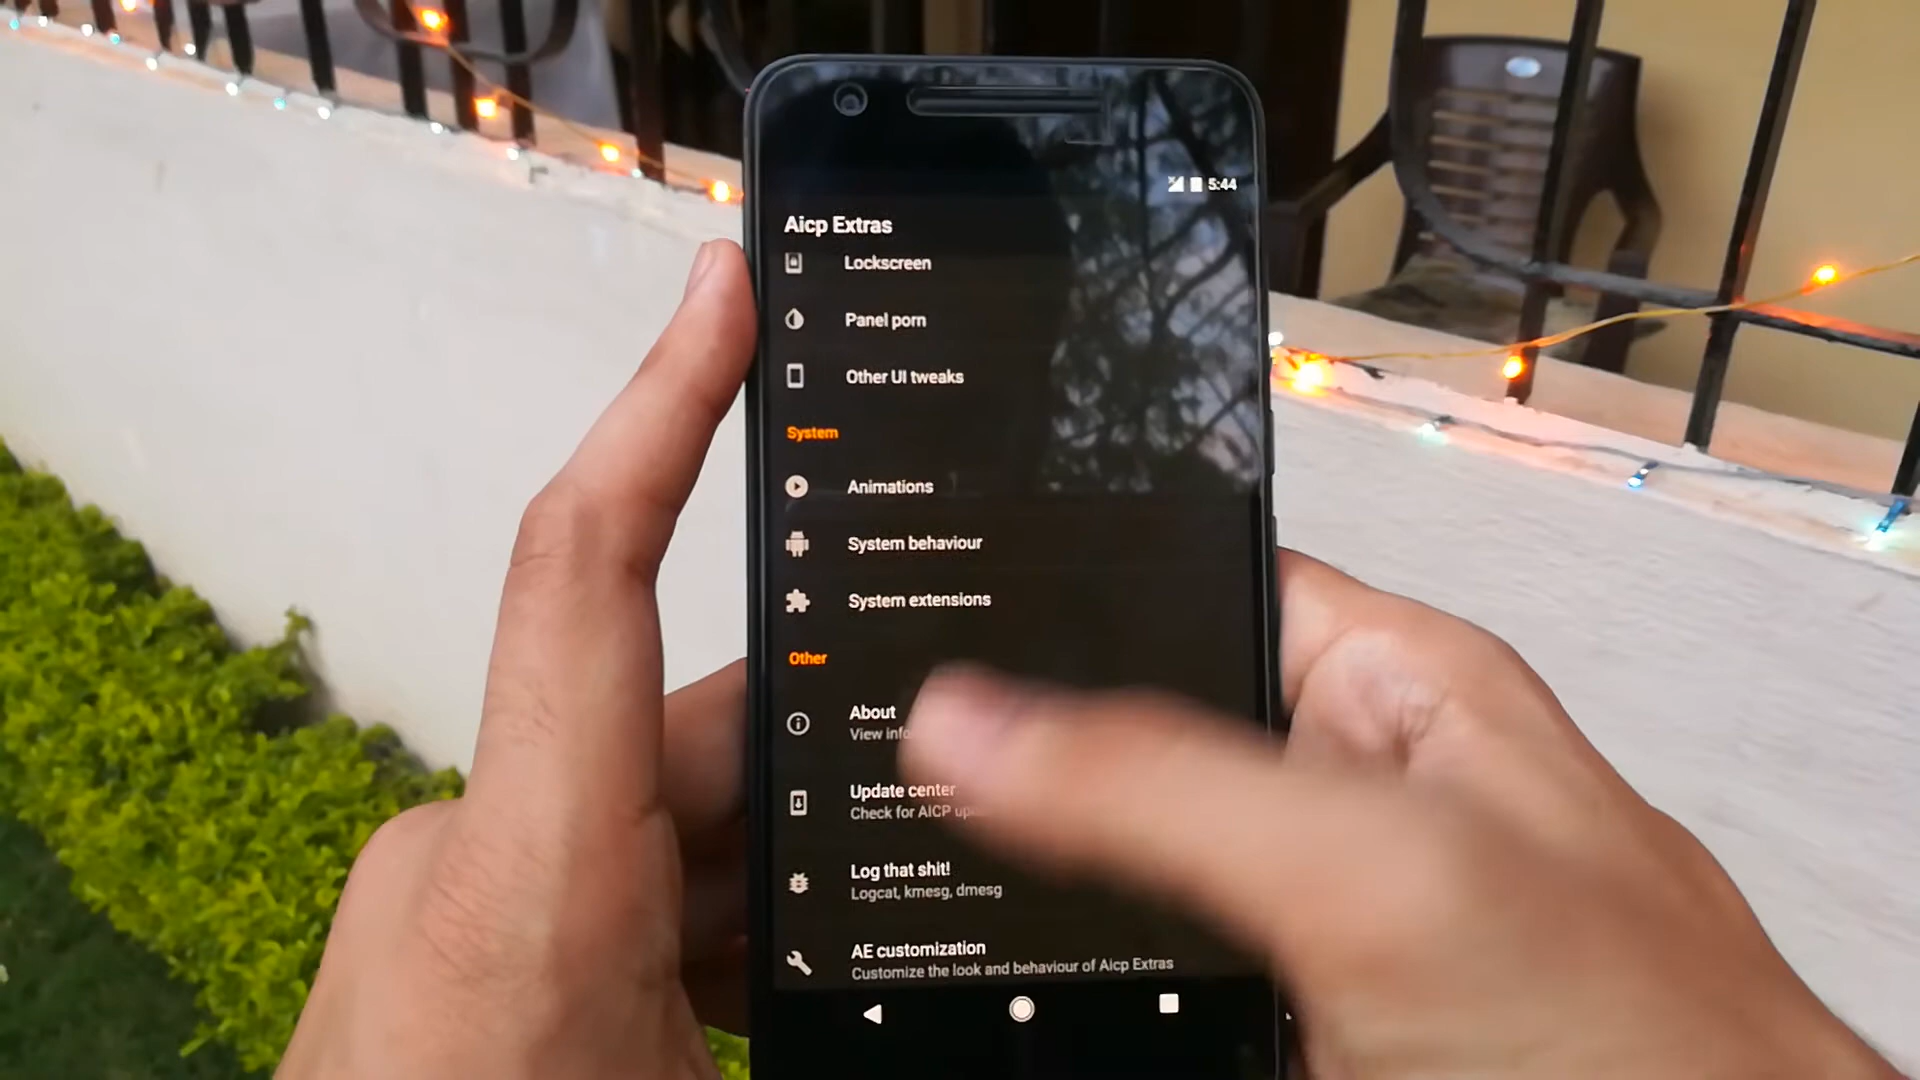 5:44
Aicp Extras
Lockscreen
Panel porn
Other UI tweaks
System
Animations
System behaviour
System extensions
Other
About
View info
Update center
Check for AICP
Log that shit!
Logcat, kmesg, dmesg
AE customization
Customize the look and behaviour of Aicp Extras